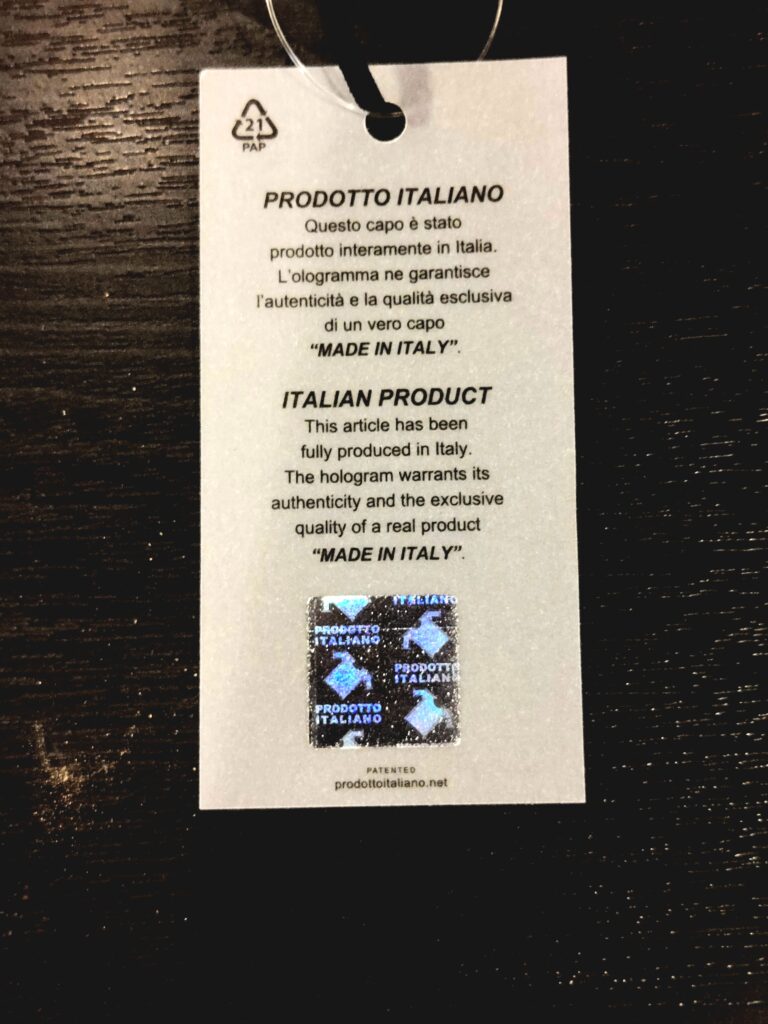 21
PAP
PRODOTTO ITALIANO
Questo capo è stato
prodotto interamente in Italia.
L'ologramma ne garantisce
l'autenticità e la qualità esclusiva
di un vero capo
“MADE IN ITALY”.
ITALIAN PRODUCT
This article has been
fully produced in Italy.
The hologram warrants its
authenticity and the exclusive
quality of a real product
“MADE IN ITALY”.
ITALIANO
PRODOTTO
ITALIANO
PRODOTTO
ITALIANO
PRODOTTO
ITALIANO
PATENTED
prodottoitaliano.net